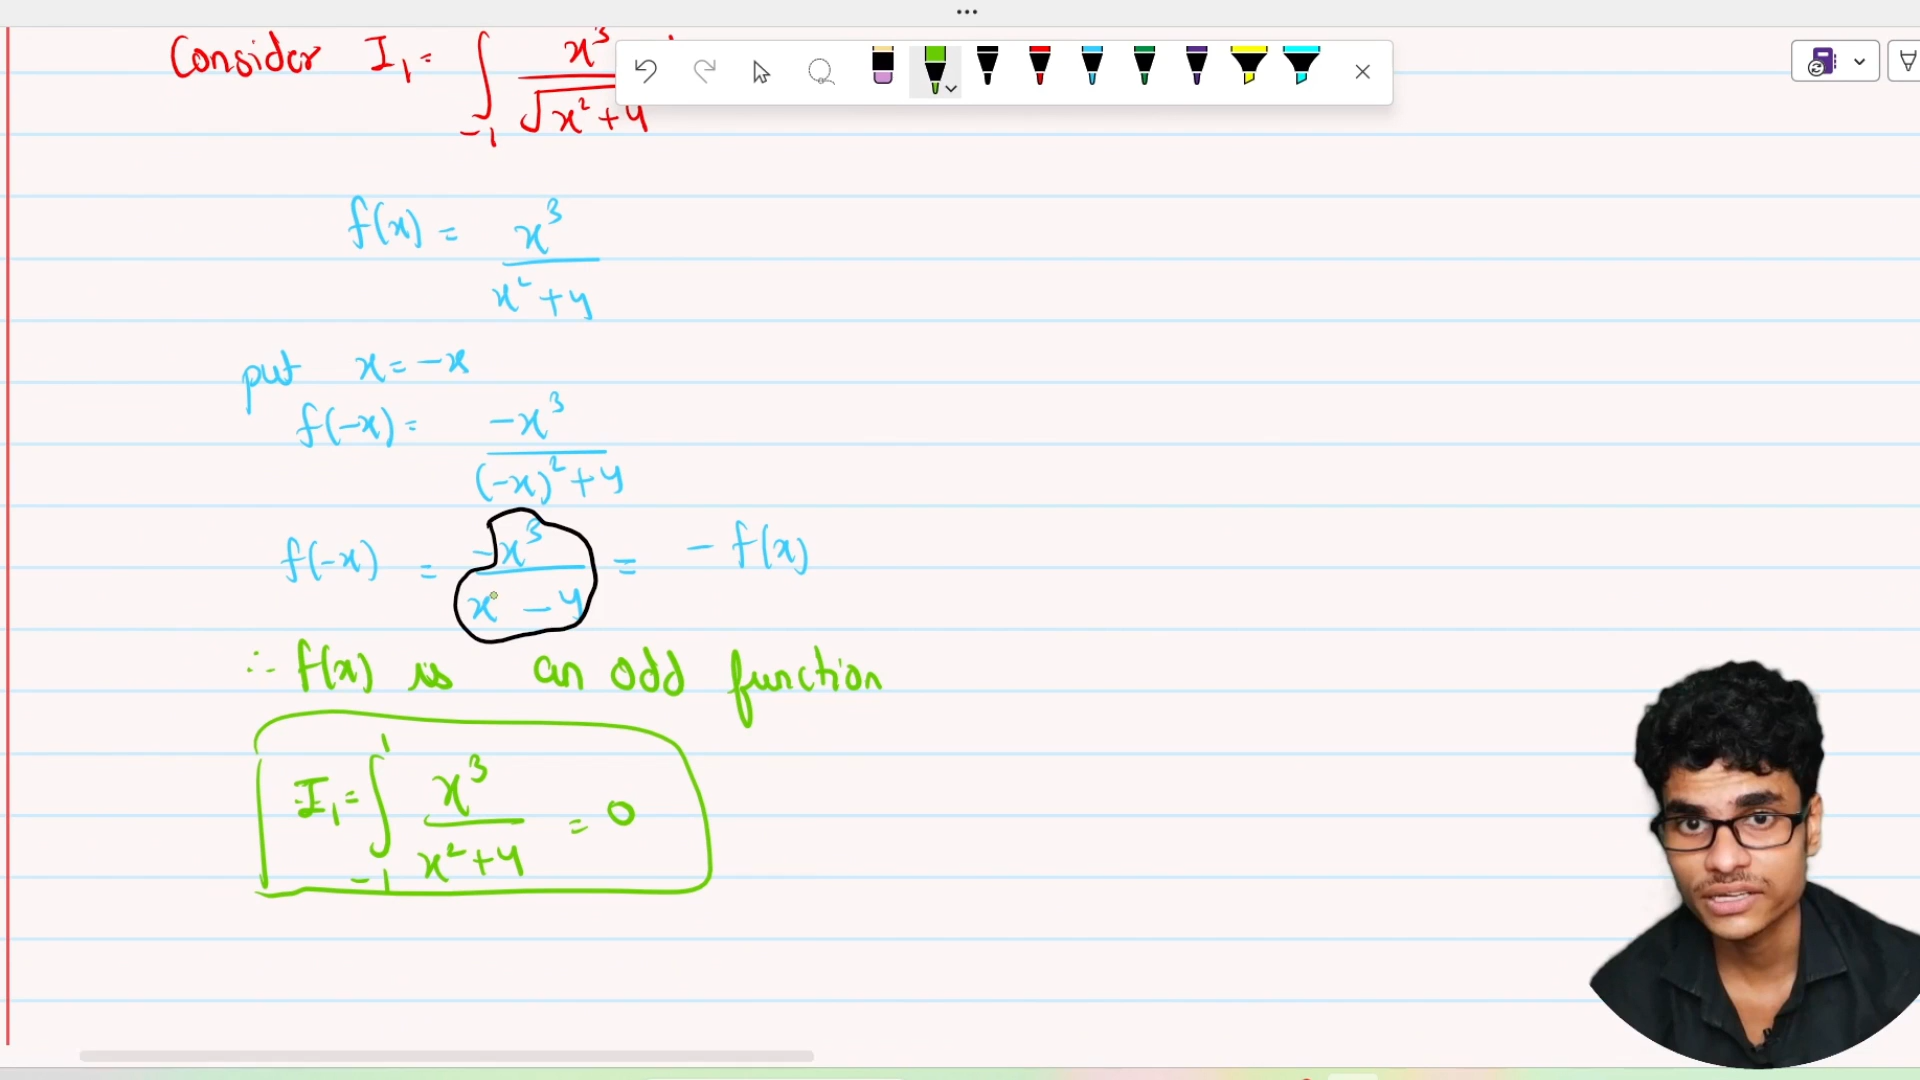 Consider I₁ = ∫₋₁ x³/√x²+4
f(x) = x³/x²+4
put x = -x
f(-x) = -x³/(-x)²+4
f(-x) = -x³/x - 4 = - f(x)
∴ f(x) is an odd function
I₁ = ∫₋₁¹ x³/x²+4 = 0